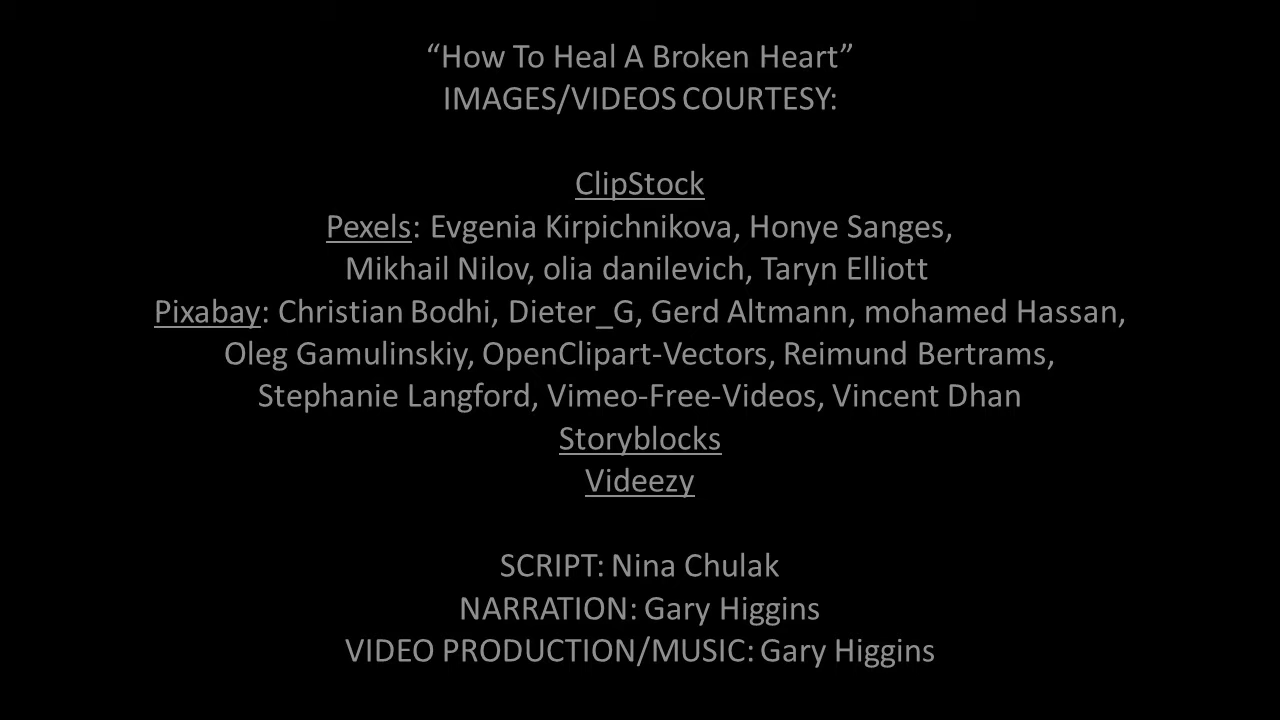 “How To Heal A Broken Heart”
IMAGES/VIDEOS COURTESY:
ClipStock
Pexels: Evgenia Kirpichnikova, Honye Sanges,
Mikhail Nilov, olia danilevich, Taryn Elliott
Pixabay: Christian Bodhi, Dieter_G, Gerd Altmann, mohamed Hassan,
Oleg Gamulinskiy, OpenClipart-Vectors, Reimund Bertrams,
Stephanie Langford, Vimeo-Free-Videos, Vincent Dhan
Storyblocks
Videezy
SCRIPT: Nina Chulak
NARRATION: Gary Higgins
VIDEO PRODUCTION/MUSIC: Gary Higgins